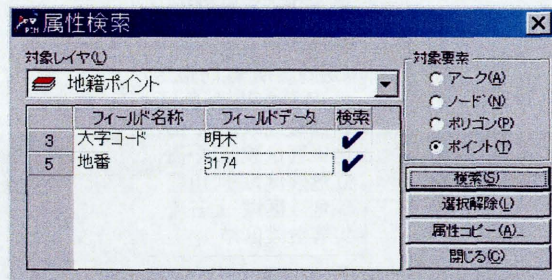 属性検索
対象レイヤ(L)
地籍ポイント
フィールド名称 フィールドデータ 検索
3 大字コード 明木
5 地番 3174
対象要素
アーク(A)
ノード(N)
ポリゴン(P)
ポイント(T)
検索(S)
選択解除(L)
属性コピー(A)_
閉じる(C)